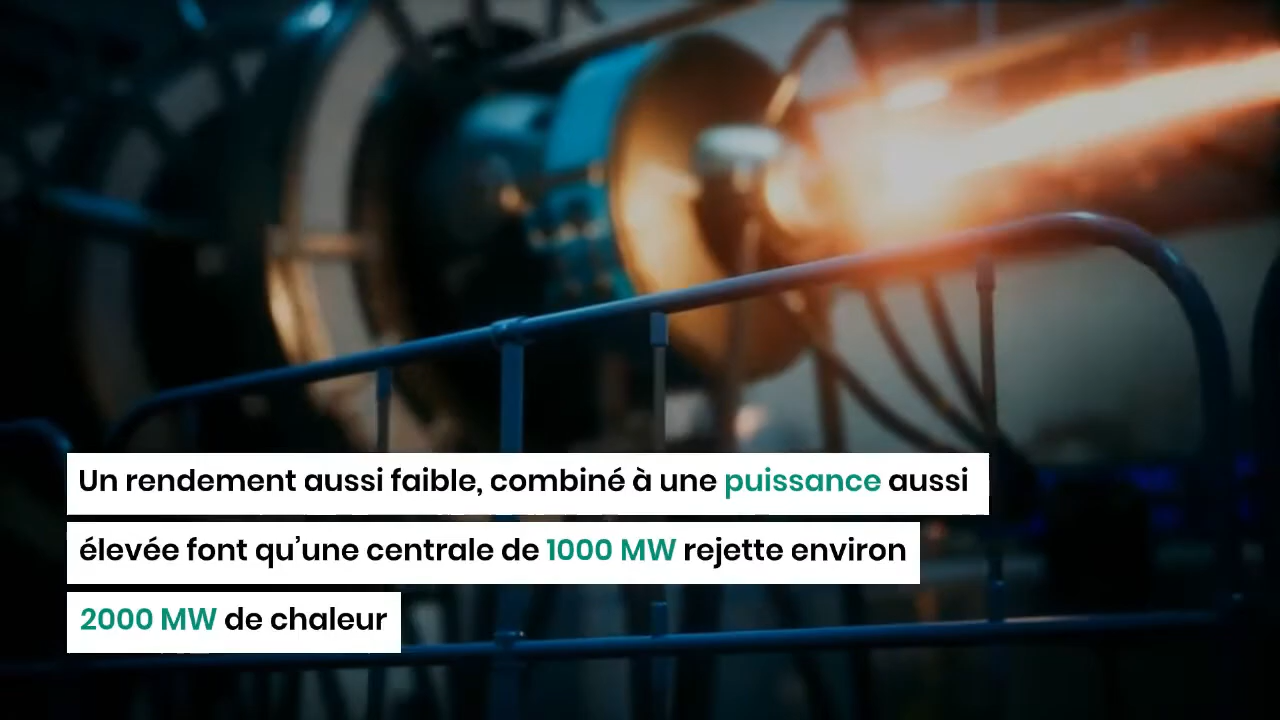 Un rendement aussi faible, combiné à une puissance aussi
élevée font qu’une centrale de 1000 MW rejette environ
2000 MW de chaleur